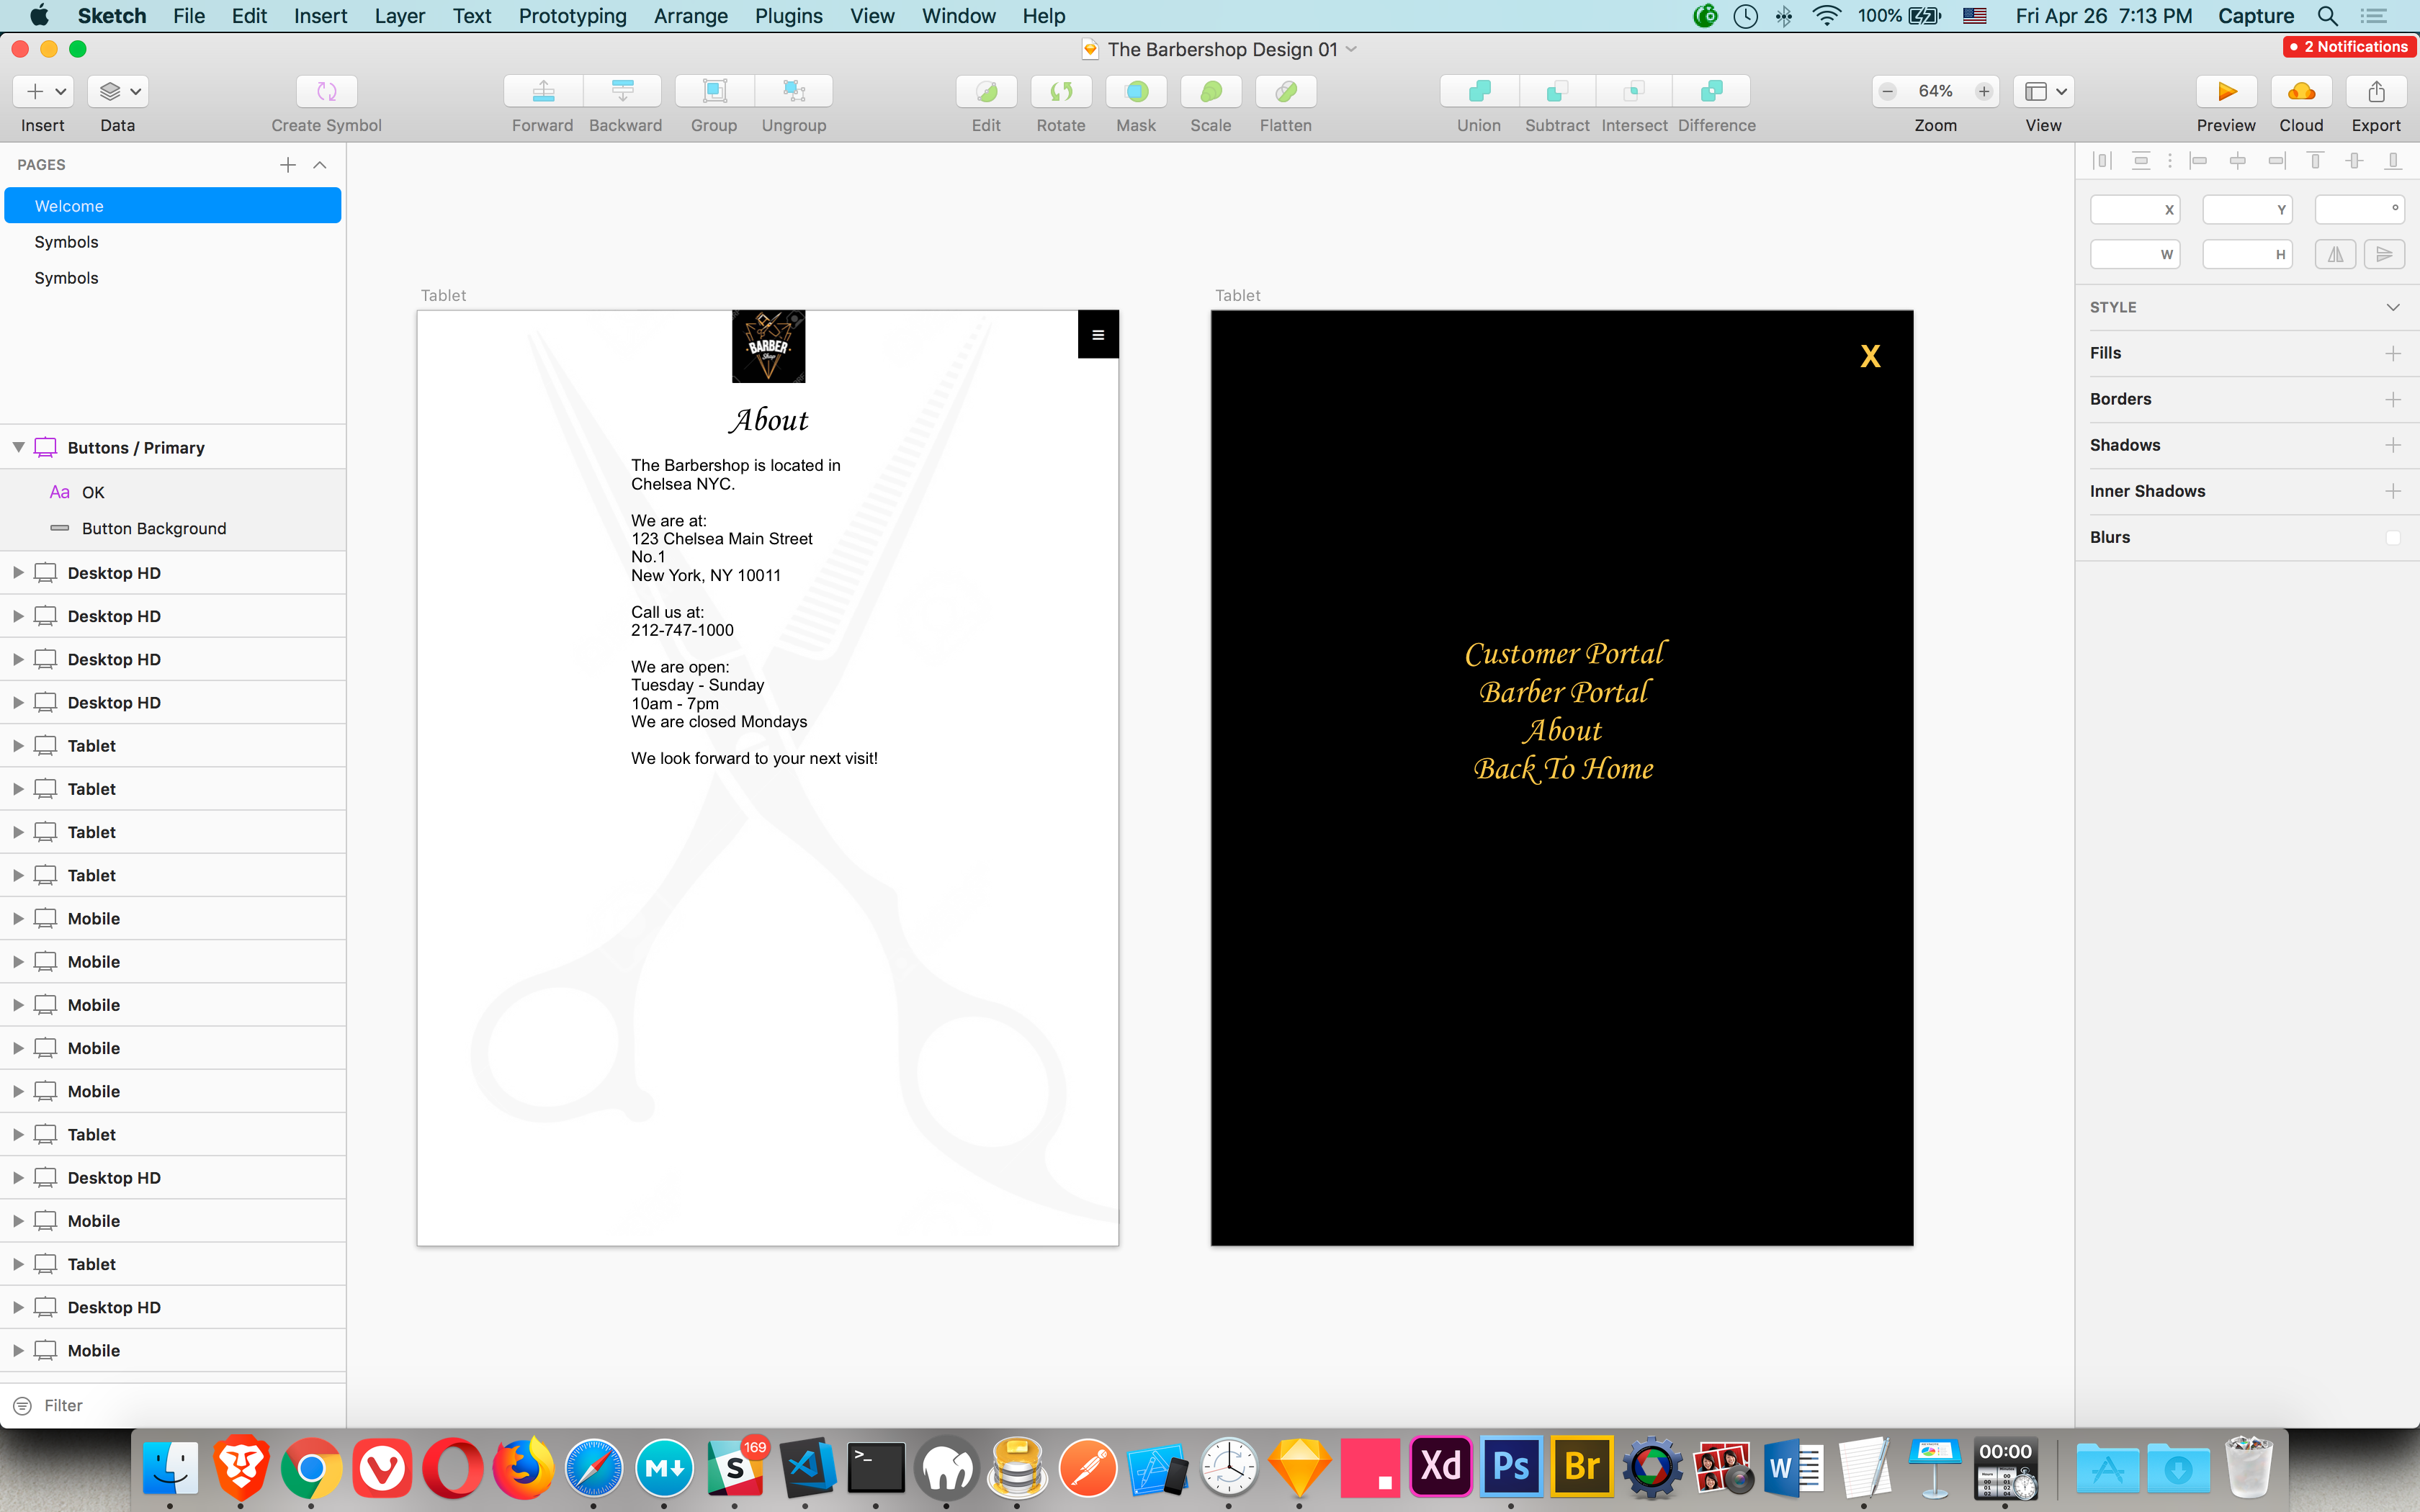 Sketch File Edit Insert Layer Text Prototyping Arrange Plugins View Window Help
100% Fri Apr 26 7:13 PM Capture
The Barbershop Design 01
2 Notifications
64%
Insert Data Create Symbol Forward Backward Group Ungroup Edit Rotate Mask Scale Flatten Union Subtract Intersect Difference Zoom View Preview Cloud Export
PAGES
Welcome
Symbols
Symbols
Buttons / Primary
Aa OK
Button Background
Desktop HD
Desktop HD
Desktop HD
Desktop HD
Tablet
Tablet
Tablet
Tablet
Mobile
Mobile
Mobile
Mobile
Mobile
Tablet
Desktop HD
Mobile
Tablet
Desktop HD
Mobile
Filter
Tablet
BARBER
Shop
About
The Barbershop is located in
Chelsea NYC.
We are at:
123 Chelsea Main Street
No.1
New York, NY 10011
Call us at:
212-747-1000
We are open:
Tuesday - Sunday
10am - 7pm
We are closed Mondays
We look forward to your next visit!
Tablet
X
Customer Portal
Barber Portal
About
Back To Home
X Y °
W H
STYLE
Fills
Borders
Shadows
Inner Shadows
Blurs
169
M
S
>_
Xd
Ps
Br
W
00:00